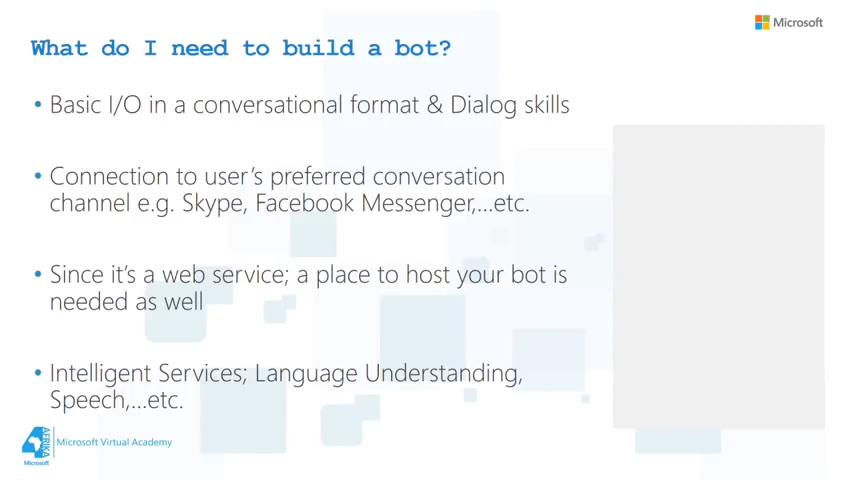 Microsoft
What do I need to build a bot?
• Basic I/O in a conversational format & Dialog skills
• Connection to user's preferred conversation
channel e.g. Skype, Facebook Messenger,...etc.
• Since it's a web service; a place to host your bot is
needed as well
• Intelligent Services; Language Understanding,
Speech,...etc.
4AFRIKA
Microsoft
Microsoft Virtual Academy